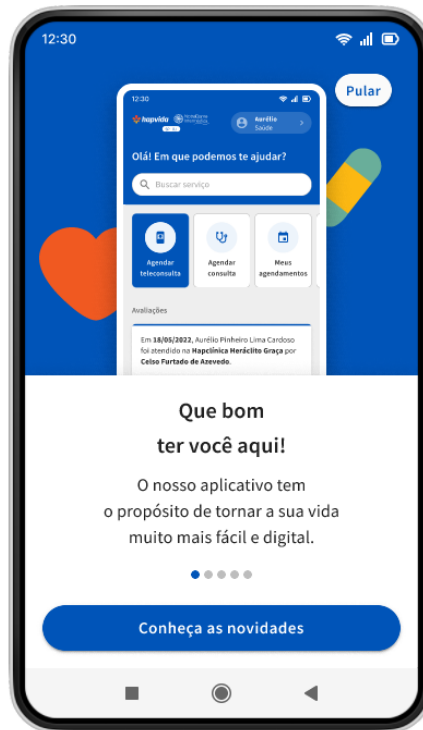 12:30
Pular
12:30
hapvida
Aurélio
Saúde
Olá! Em que podemos te ajudar?
Buscar serviço
Agendar teleconsulta
Agendar consulta
Meus agendamentos
Avaliações
Em 18/05/2022, Aurélio Pinheiro Lima Cardoso
foi atendido na Hapclínica Heráclito Graça por
Celso Furtado de Azevedo.
Que bom
ter você aqui!
O nosso aplicativo tem
o propósito de tornar a sua vida
muito mais fácil e digital.
Conheça as novidades